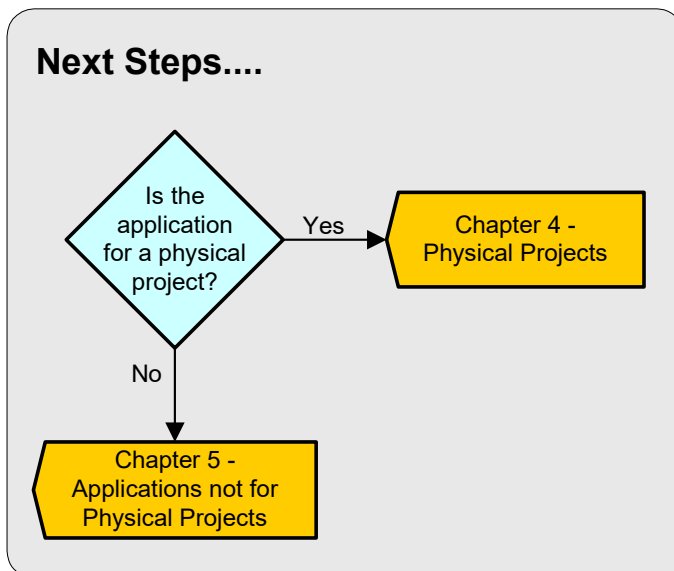 Next Steps....
Is the
application
for a physical
project?
Yes
Chapter 4 -
Physical Projects
No
Chapter 5 -
Applications not for
Physical Projects